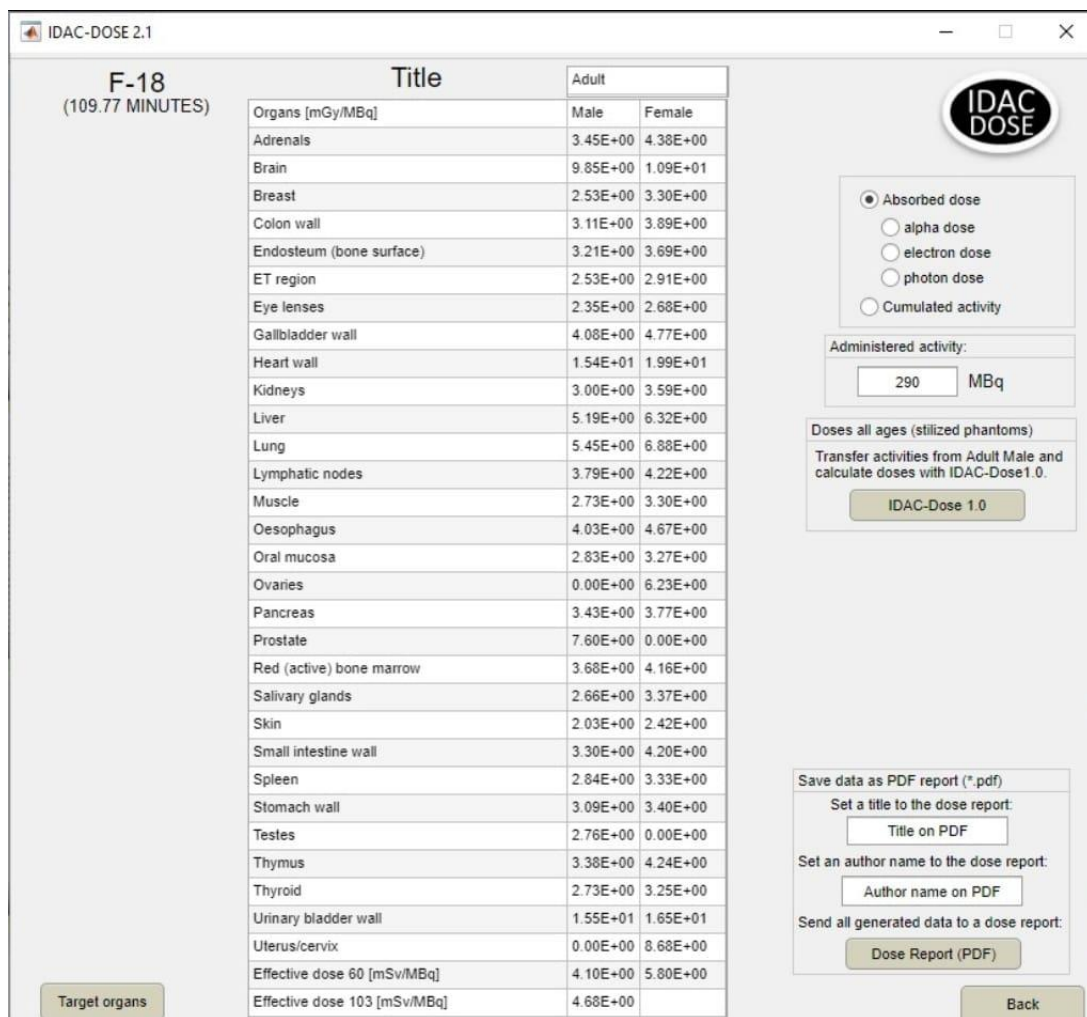 IDAC-DOSE 2.1
F-18
(109.77 MINUTES)
Title
Adult
Organs [mGy/MBq] Male Female
Adrenals 3.45E+00 4.38E+00
Brain 9.85E+00 1.09E+01
Breast 2.53E+00 3.30E+00
Colon wall 3.11E+00 3.89E+00
Endosteum (bone surface) 3.21E+00 3.69E+00
ET region 2.53E+00 2.91E+00
Eye lenses 2.35E+00 2.68E+00
Gallbladder wall 4.08E+00 4.77E+00
Heart wall 1.54E+01 1.99E+01
Kidneys 3.00E+00 3.59E+00
Liver 5.19E+00 6.32E+00
Lung 5.45E+00 6.88E+00
Lymphatic nodes 3.79E+00 4.22E+00
Muscle 2.73E+00 3.30E+00
Oesophagus 4.03E+00 4.67E+00
Oral mucosa 2.83E+00 3.27E+00
Ovaries 0.00E+00 6.23E+00
Pancreas 3.43E+00 3.77E+00
Prostate 7.60E+00 0.00E+00
Red (active) bone marrow 3.68E+00 4.16E+00
Salivary glands 2.66E+00 3.37E+00
Skin 2.03E+00 2.42E+00
Small intestine wall 3.30E+00 4.20E+00
Spleen 2.84E+00 3.33E+00
Stomach wall 3.09E+00 3.40E+00
Testes 2.76E+00 0.00E+00
Thymus 3.38E+00 4.24E+00
Thyroid 2.73E+00 3.25E+00
Urinary bladder wall 1.55E+01 1.65E+01
Uterus/cervix 0.00E+00 8.68E+00
Effective dose 60 [mSv/MBq] 4.10E+00 5.80E+00
Effective dose 103 [mSv/MBq] 4.68E+00
Target organs
IDAC
DOSE
Absorbed dose
alpha dose
electron dose
photon dose
Cumulated activity
Administered activity:
290 MBq
Doses all ages (stilized phantoms)
Transfer activities from Adult Male and
calculate doses with IDAC-Dose1.0.
IDAC-Dose 1.0
Save data as PDF report (*.pdf)
Set a title to the dose report:
Title on PDF
Set an author name to the dose report:
Author name on PDF
Send all generated data to a dose report:
Dose Report (PDF)
Back